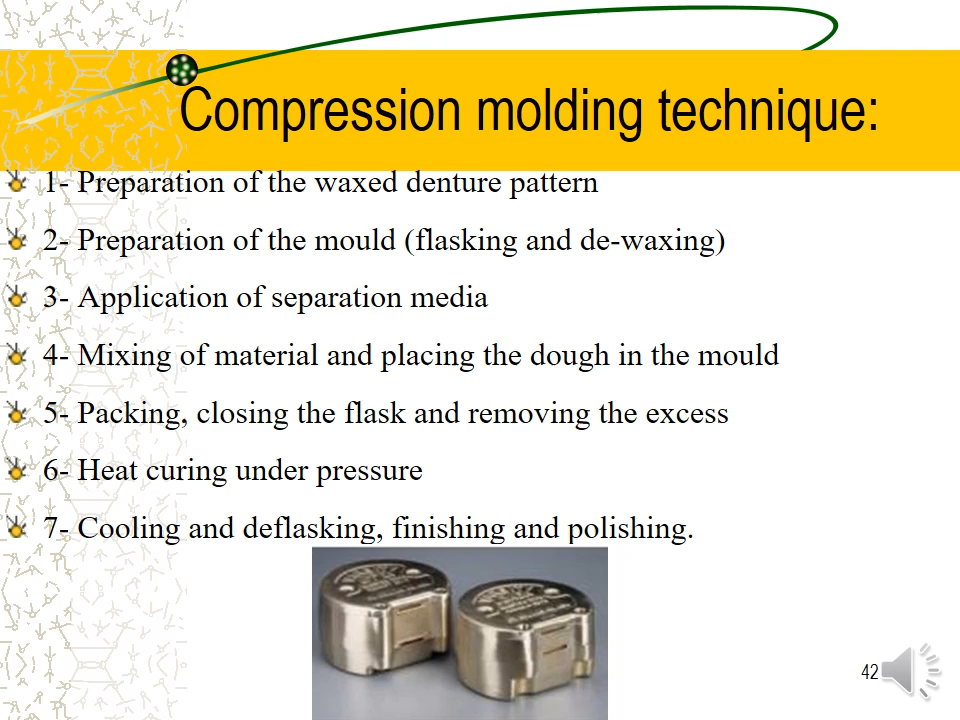 Compression molding technique:
1- Preparation of the waxed denture pattern
2- Preparation of the mould (flasking and de-waxing)
3- Application of separation media
4- Mixing of material and placing the dough in the mould
5- Packing, closing the flask and removing the excess
6- Heat curing under pressure
7- Cooling and deflasking, finishing and polishing.
42